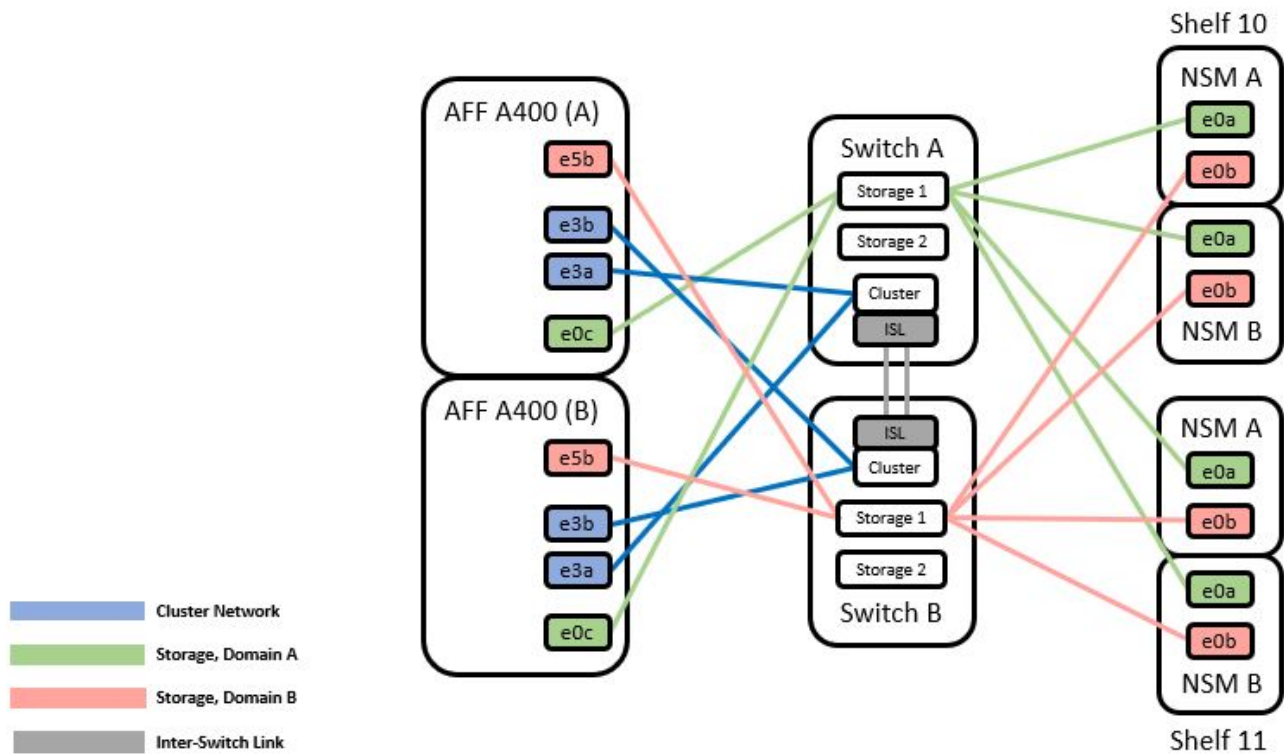 Shelf 10
NSM A
e0a
e0b
e0a
e0b
NSM B
AFF A400 (A)
e5b
e3b
e3a
e0c
AFF A400 (B)
e5b
e3b
e3a
e0c
Switch A
Storage 1
Storage 2
Cluster
ISL
ISL
Cluster
Storage 1
Storage 2
Switch B
NSM A
e0a
e0b
e0a
e0b
NSM B
Shelf 11
Cluster Network
Storage, Domain A
Storage, Domain B
Inter-Switch Link